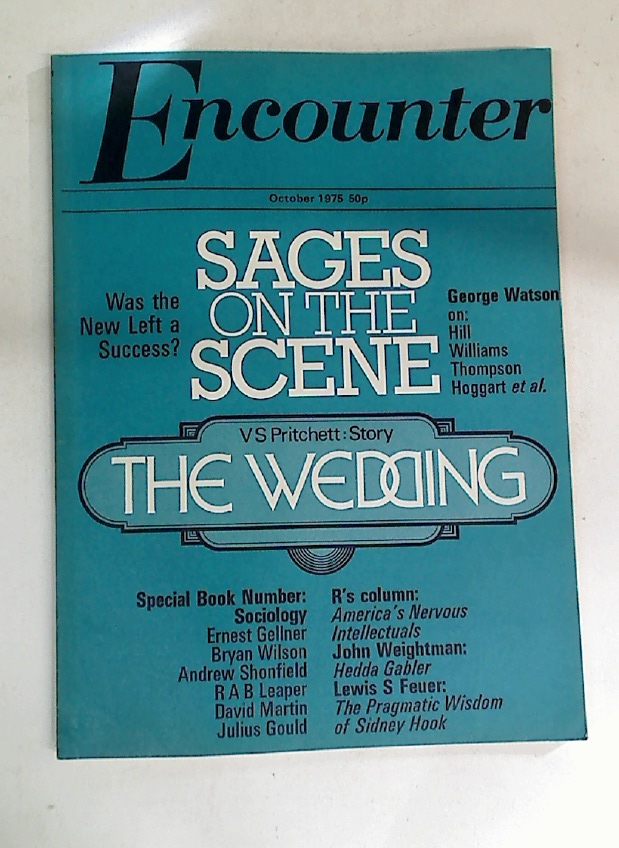 Encounter
October 1975 50p
Was the
New Left a
Success?
SAGES
ON THE
SCENE
George Watson
on:
Hill
Williams
Thompson
Hoggart et al.
V S Pritchett: Story
THE WEDDING
Special Book Number:
Sociology
Ernest Gellner
Bryan Wilson
Andrew Shonfield
R A B Leaper
David Martin
Julius Gould
R's column:
America's Nervous
Intellectuals
John Weightman:
Hedda Gabler
Lewis S Feuer:
The Pragmatic Wisdom
of Sidney Hook